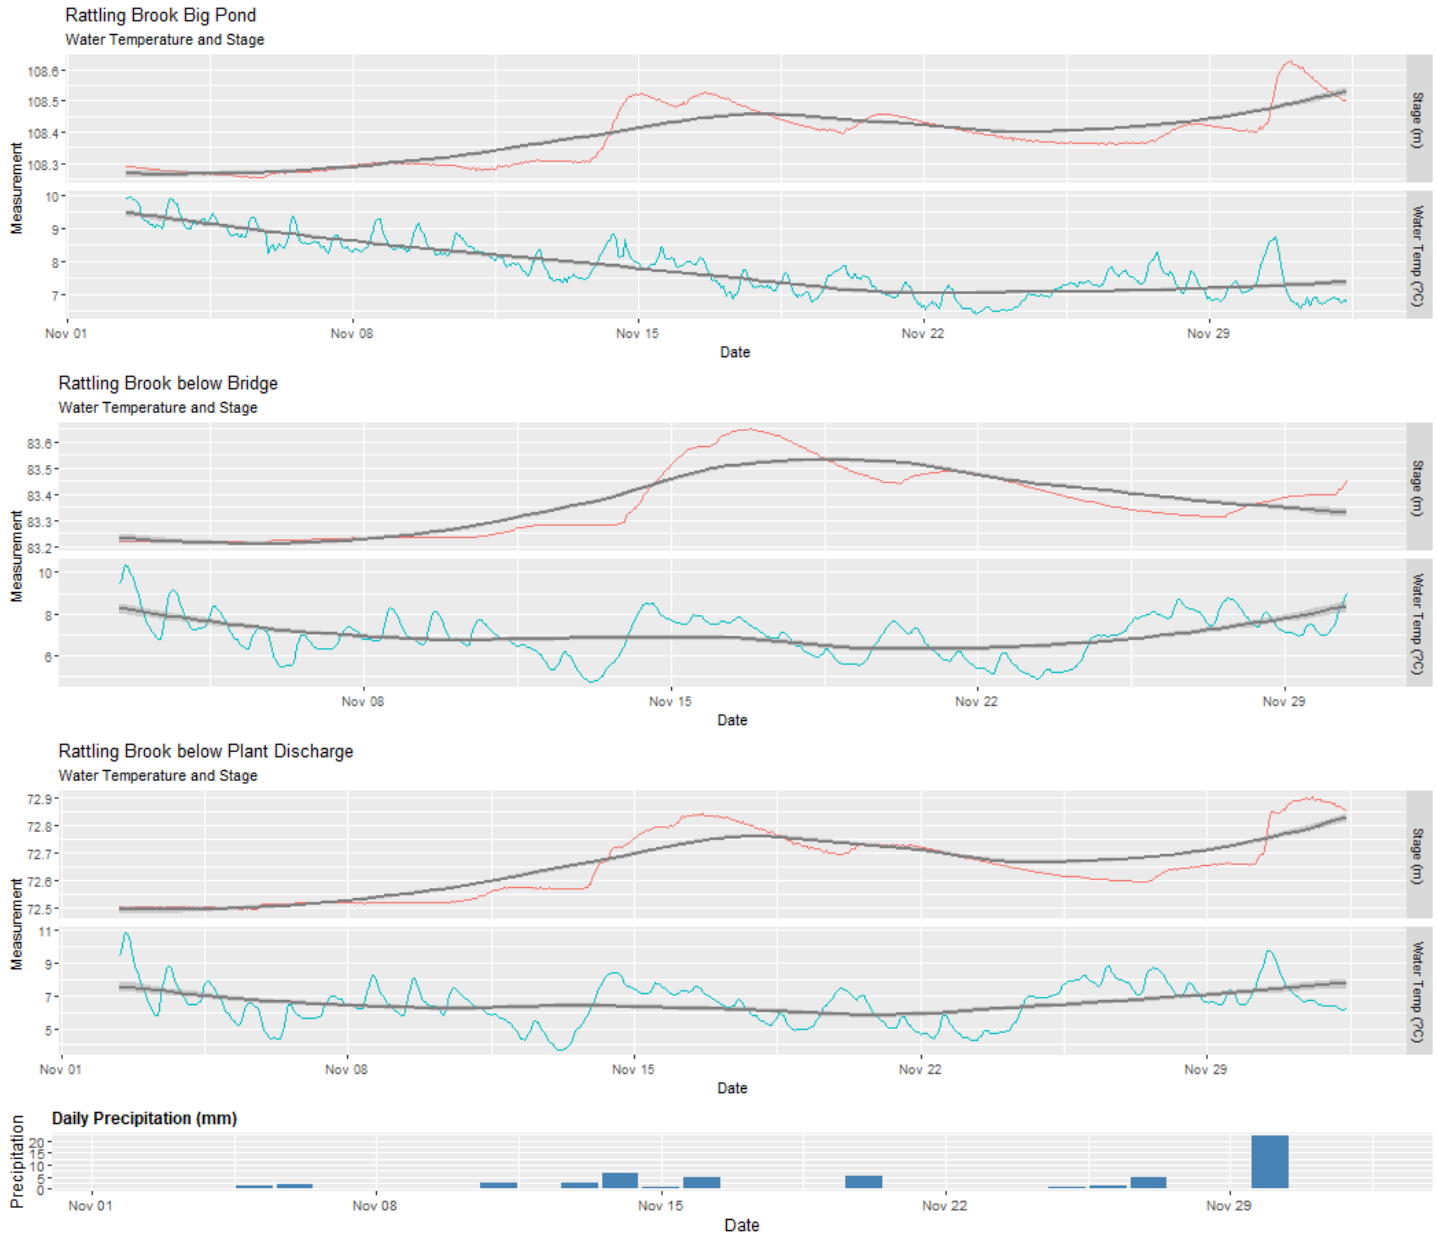 Rattling Brook Big Pond
Water Temperature and Stage
Measurement
108.6
108.5
108.4
108.3
Stage (m)
10
9
8
7
Water Temp (?C)
Nov 01 Nov 08 Nov 15 Nov 22 Nov 29
Date
Rattling Brook below Bridge
Water Temperature and Stage
Measurement
83.6
83.5
83.4
83.3
83.2
Stage (m)
Measurement
10
8
6
Water Temp (?C)
Nov 08 Nov 15 Nov 22 Nov 29
Date
Rattling Brook below Plant Discharge
Water Temperature and Stage
Measurement
72.9
72.8
72.7
72.6
72.5
Stage (m)
11
9
7
5
Water Temp (?C)
Nov 01 Nov 08 Nov 15 Nov 22 Nov 29
Date
Daily Precipitation (mm)
Precipitation
20
15
10
5
0
Nov 01 Nov 08 Nov 15 Nov 22 Nov 29
Date